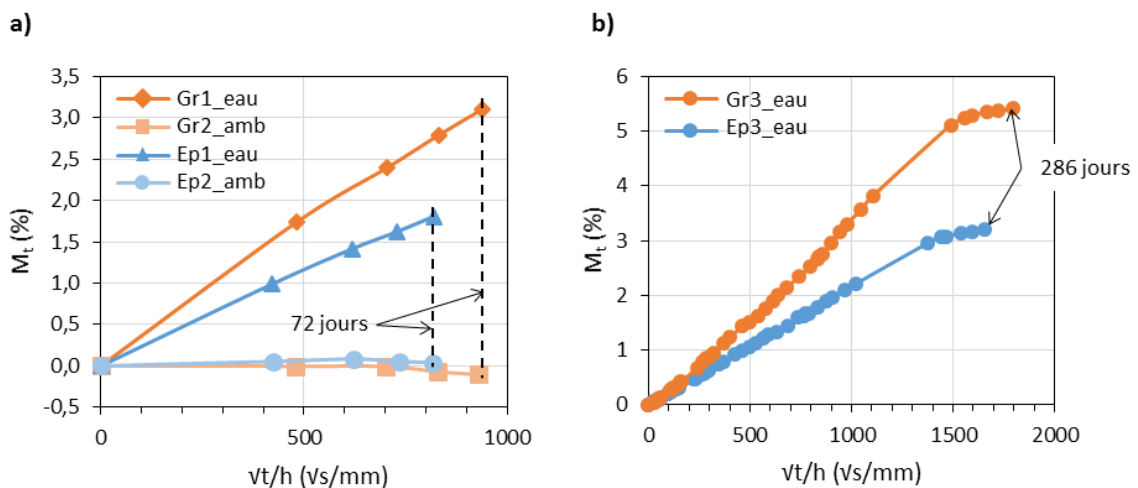 a)
3,5
3,0
2,5
2,0
1,5
1,0
0,5
0,0
-0,5
Mt (%)
Gr1_eau
Gr2_amb
Ep1_eau
Ep2_amb
72 jours
0
500
1000
√t/h (√s/mm)
b)
6
5
4
3
2
1
0
Mt (%)
Gr3_eau
Ep3_eau
286 jours
0
500
1000
1500
2000
√t/h (√s/mm)